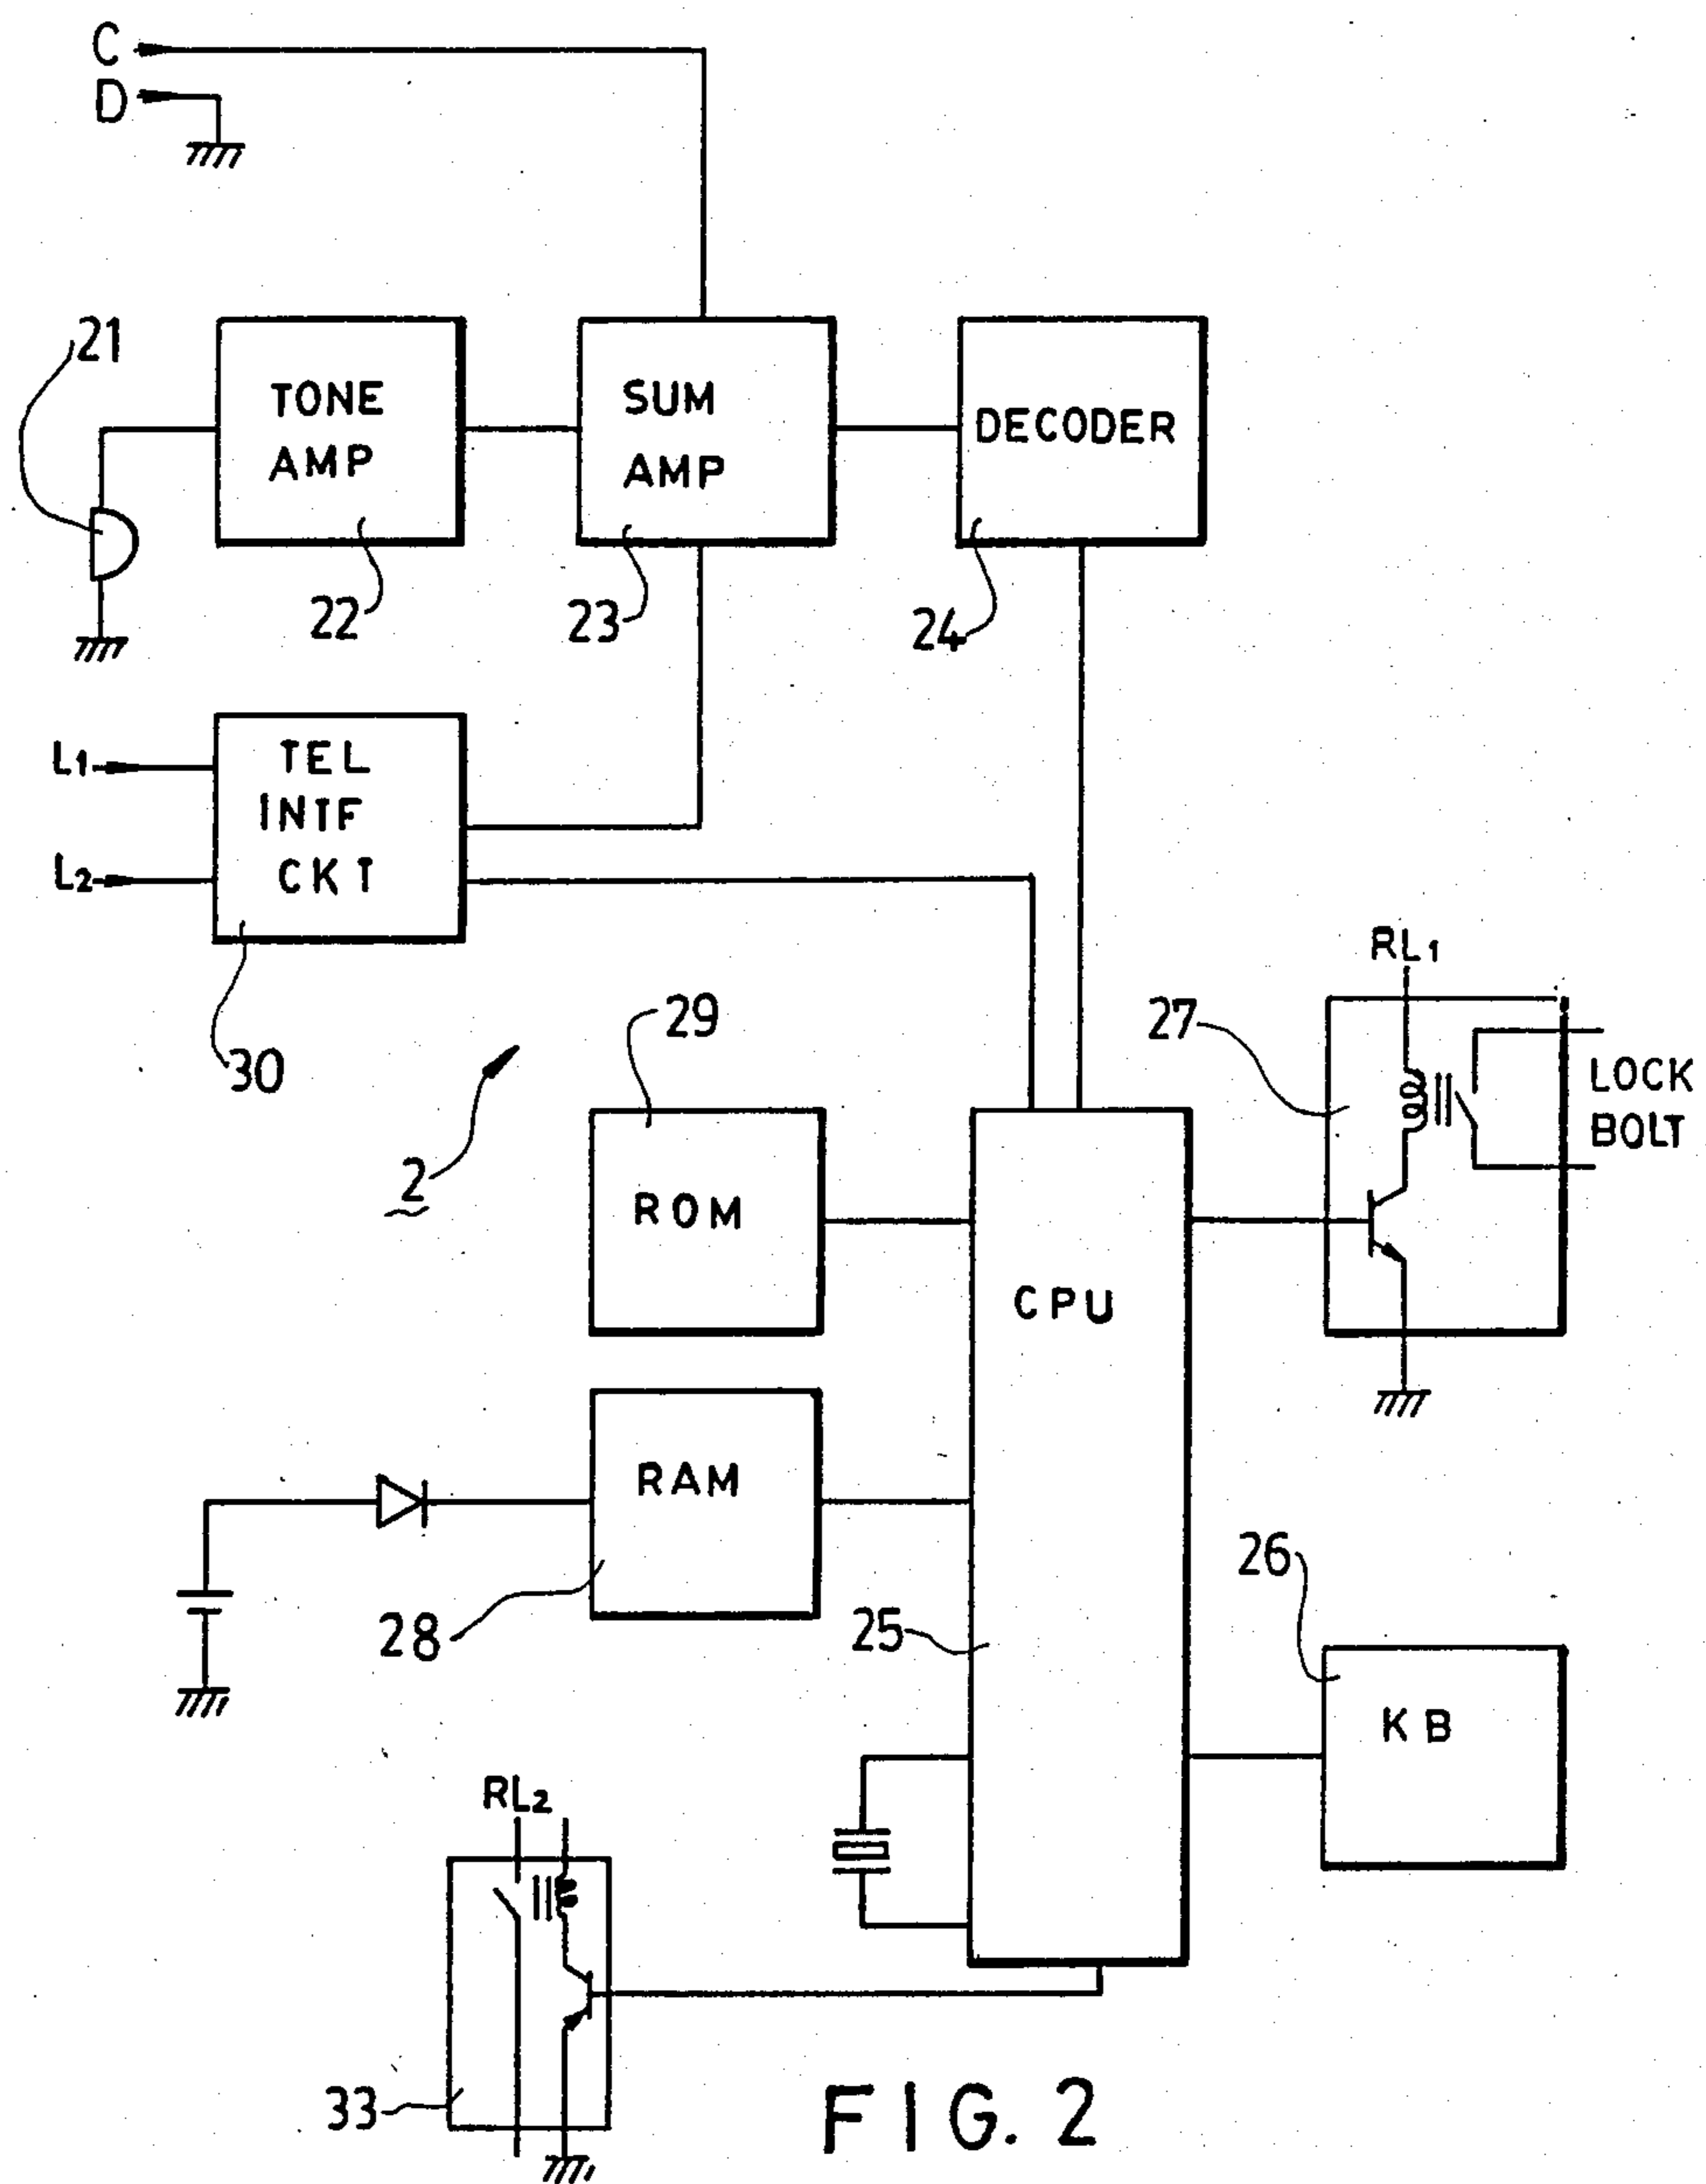 C
D
21
TONE
AMP
SUM
AMP
DECODER
22
23
24
L1
L2
TEL
INTF
CKT
30
2
29
ROM
RL1
27
LOCK
BOLT
CPU
RAM
28
25
26
KB
RL2
33
FIG. 2